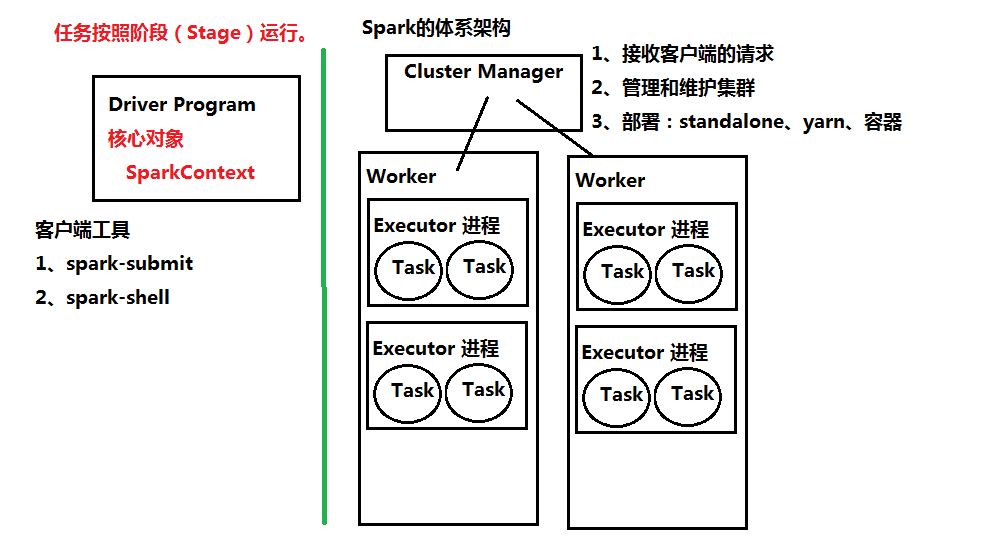 任务按照阶段（Stage）运行。
Driver Program
核心对象
SparkContext
客户端工具
1、spark-submit
2、spark-shell
Spark的体系架构
Cluster Manager
1、接收客户端的请求
2、管理和维护集群
3、部署：standalone、yarn、容器
Worker
Executor 进程
Task
Task
Executor 进程
Task
Task
Worker
Executor 进程
Task
Task
Executor 进程
Task
Task